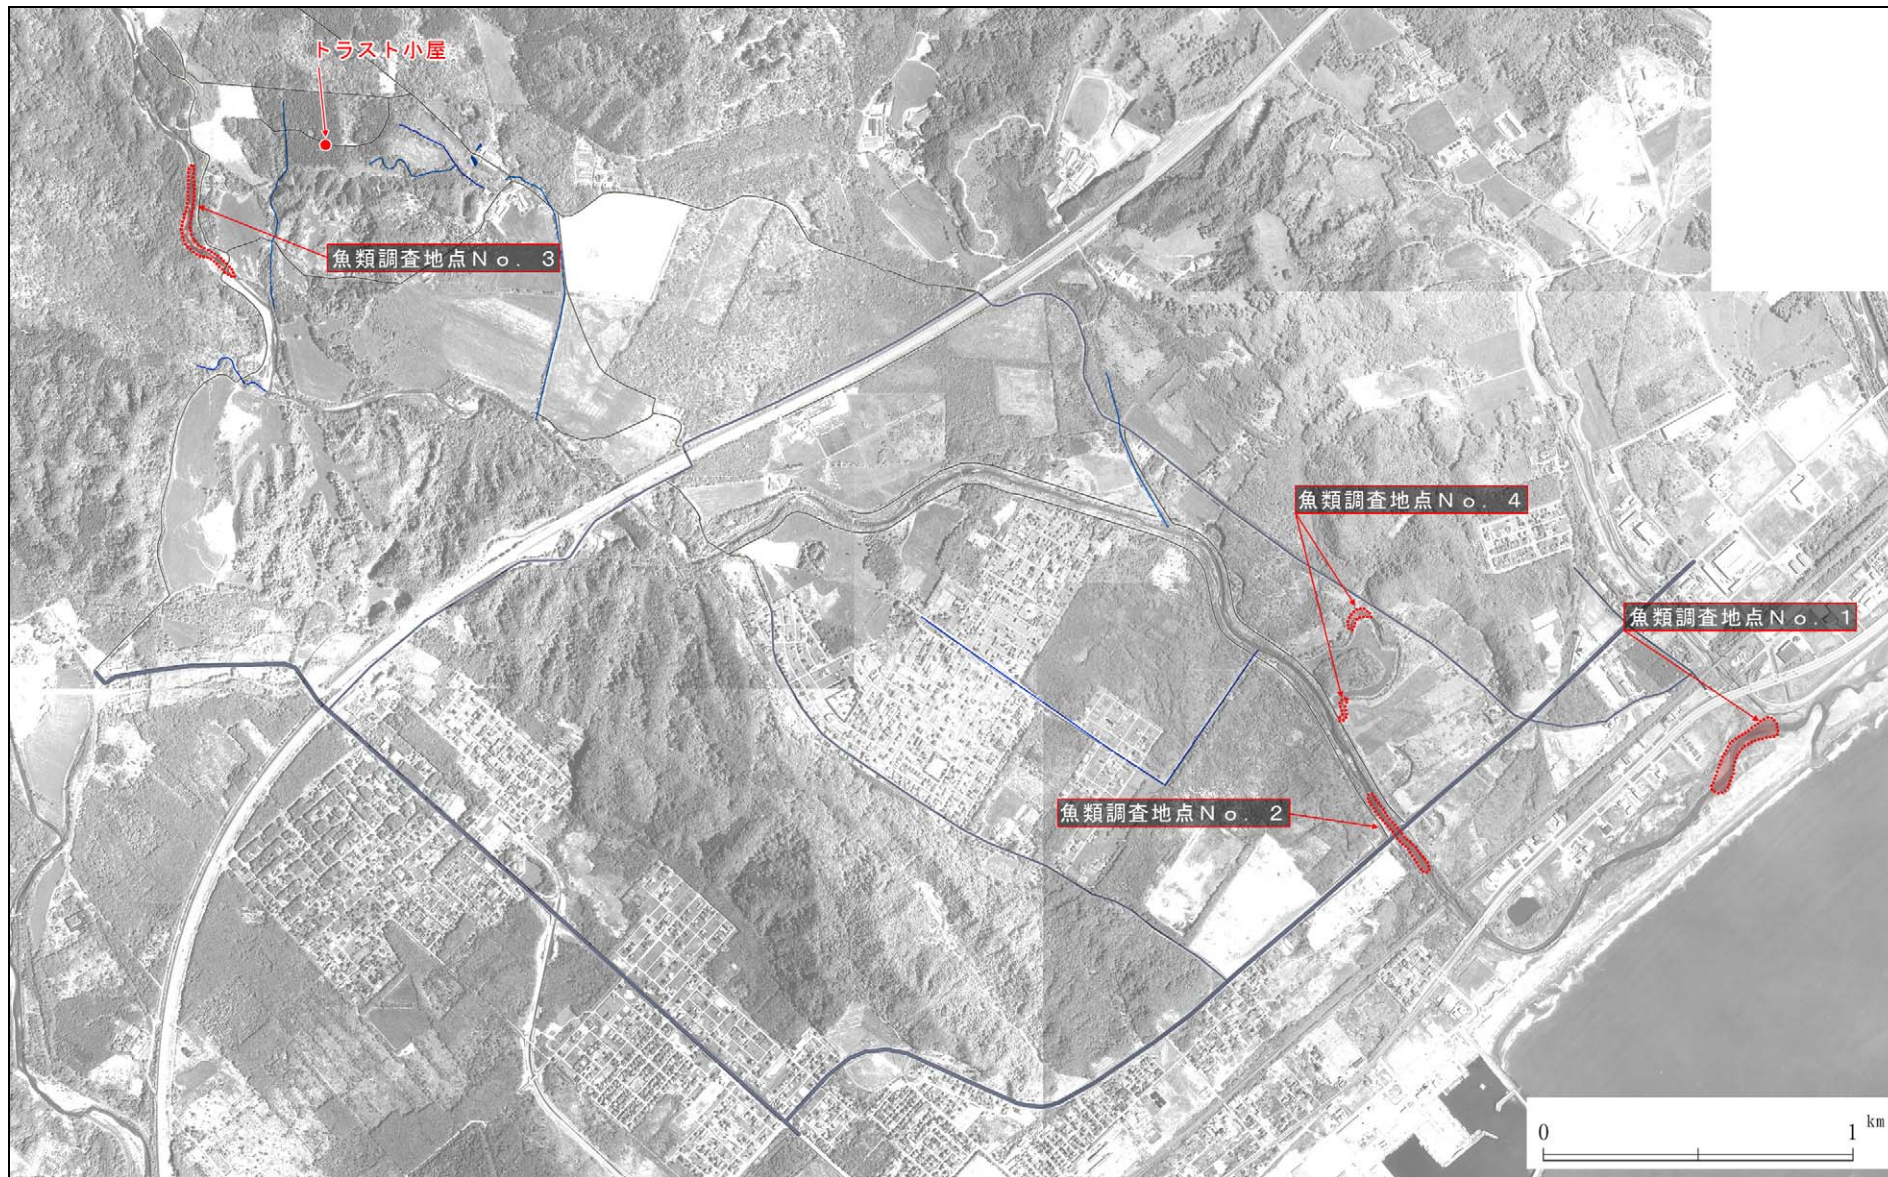 トラスト小屋
魚類調査地点Ｎｏ．３
魚類調査地点Ｎｏ．４
魚類調査地点Ｎｏ．１
魚類調査地点Ｎｏ．２
0 1 km